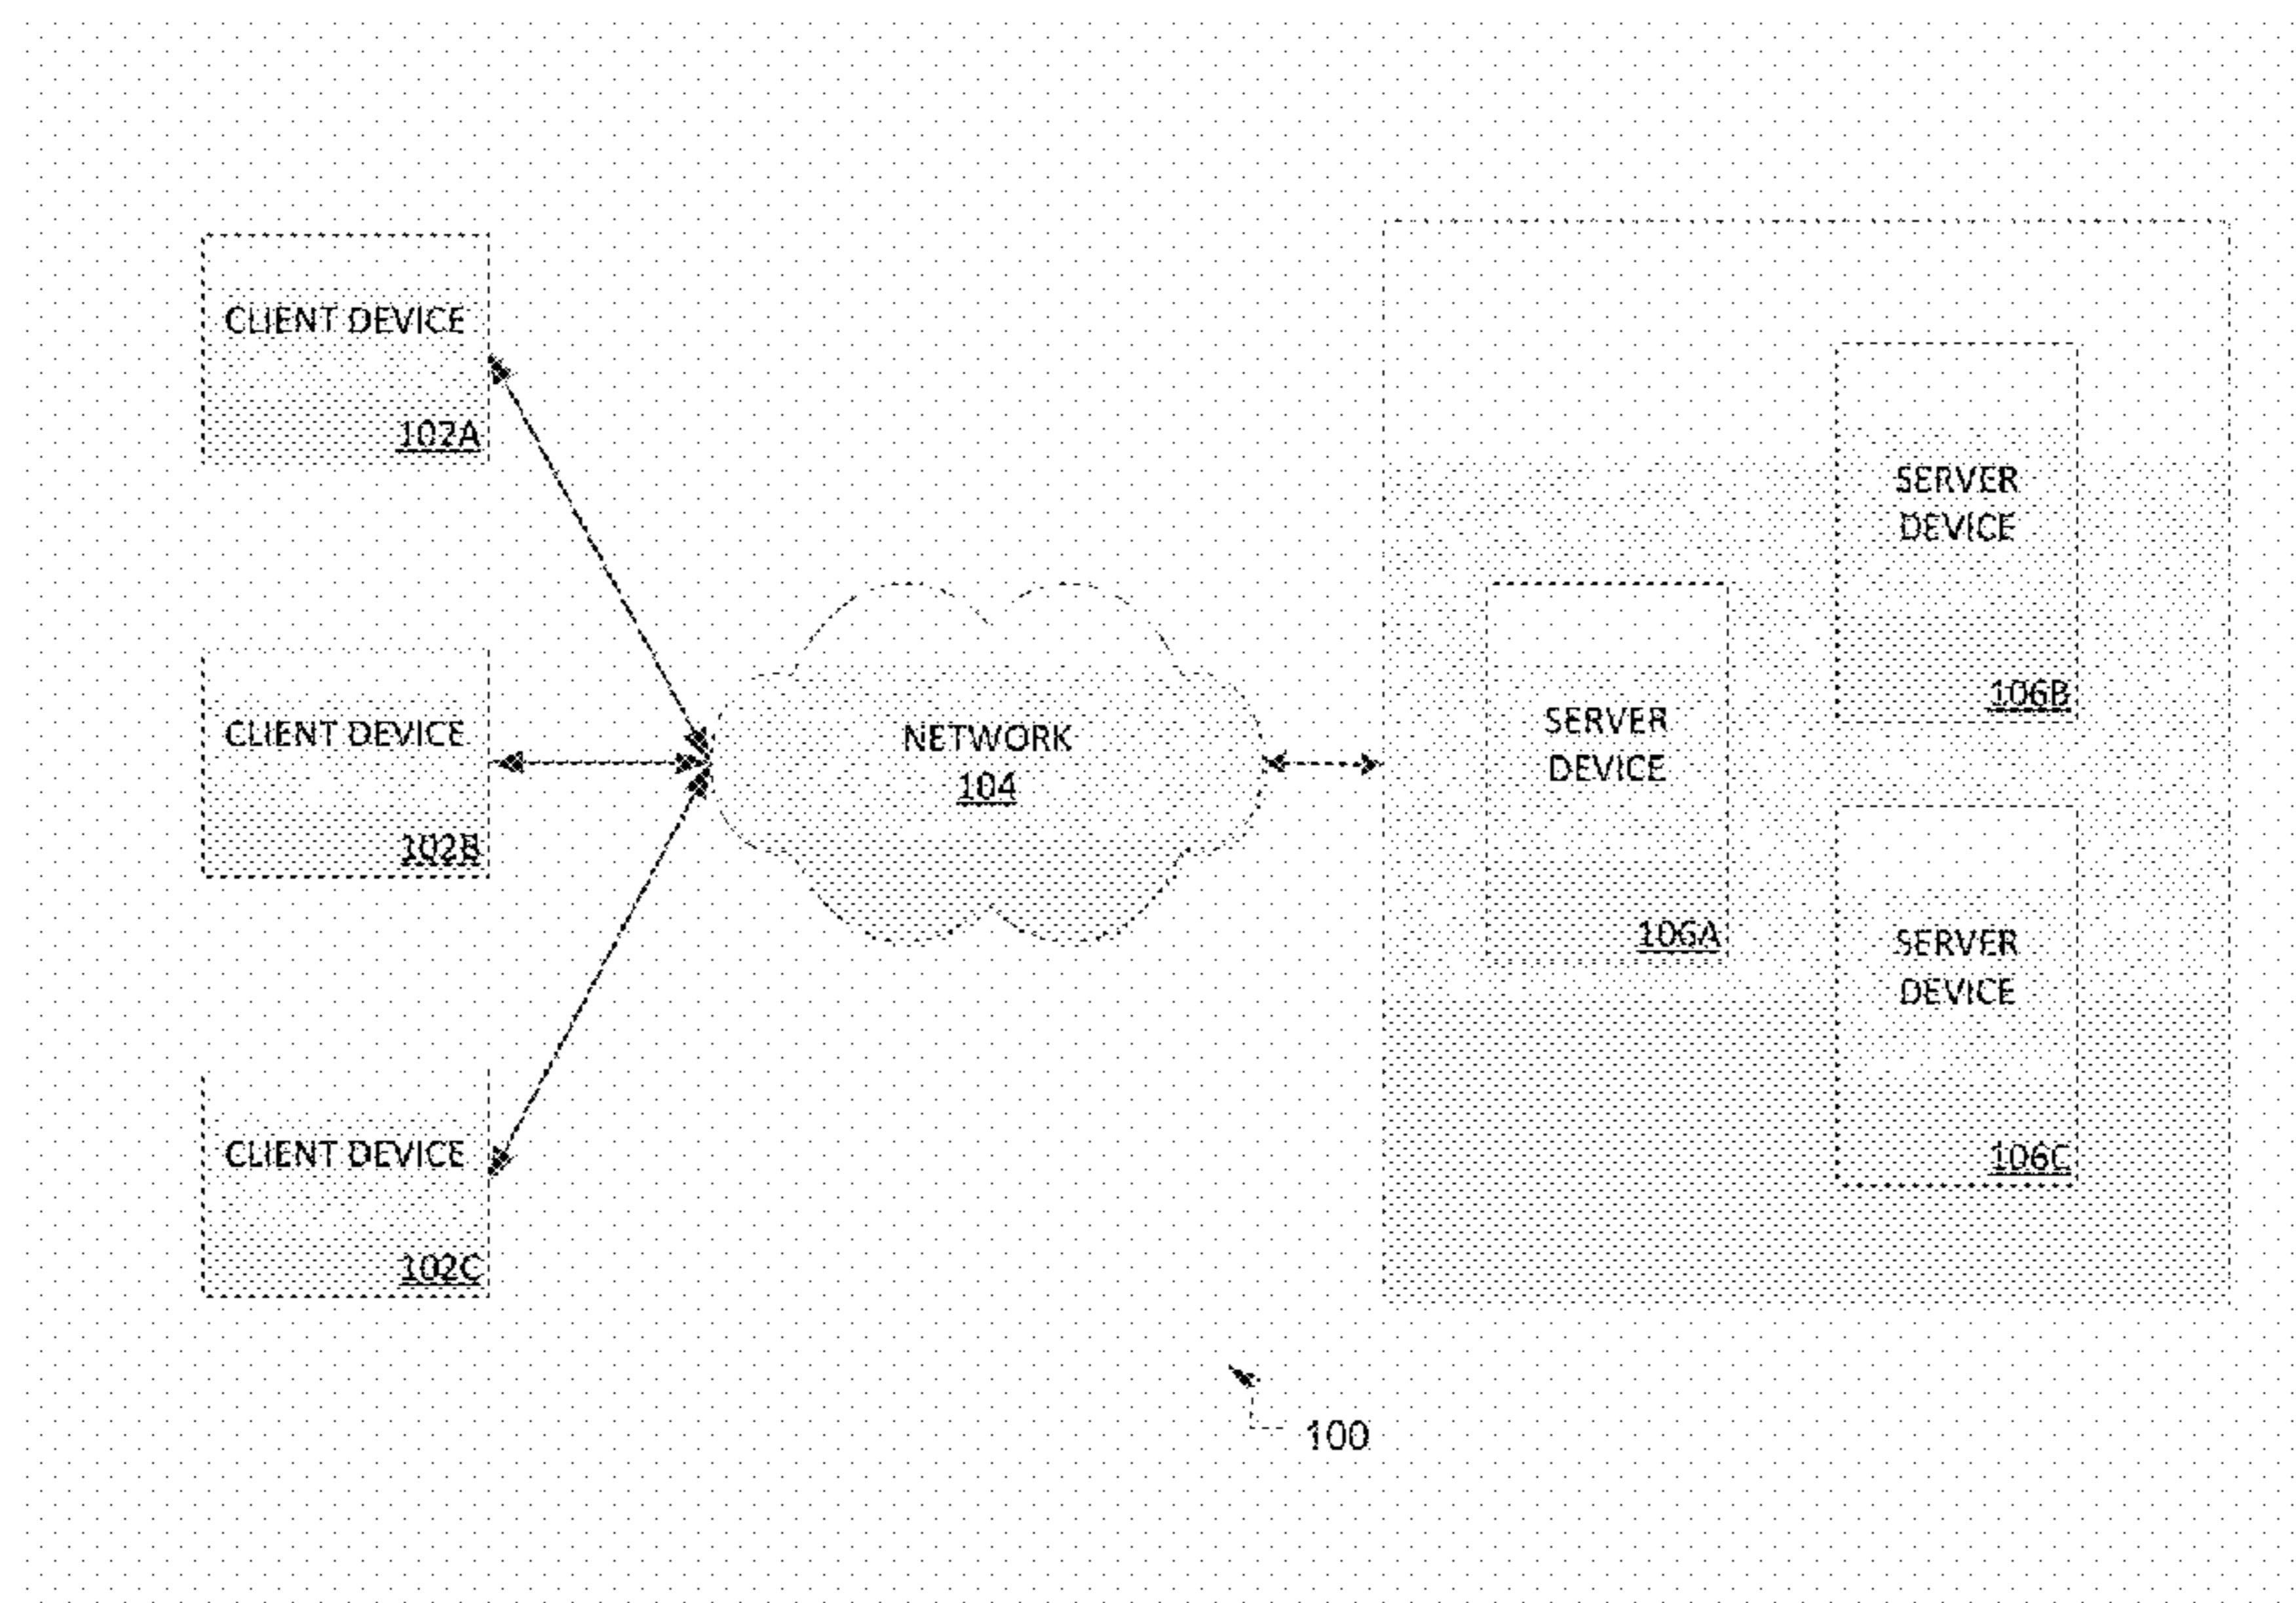 CLIENT DEVICE
102A
CLIENT DEVICE
102B
CLIENT DEVICE
102C
NETWORK
104
SERVER
DEVICE
106A
SERVER
DEVICE
106B
SERVER
DEVICE
106C
100